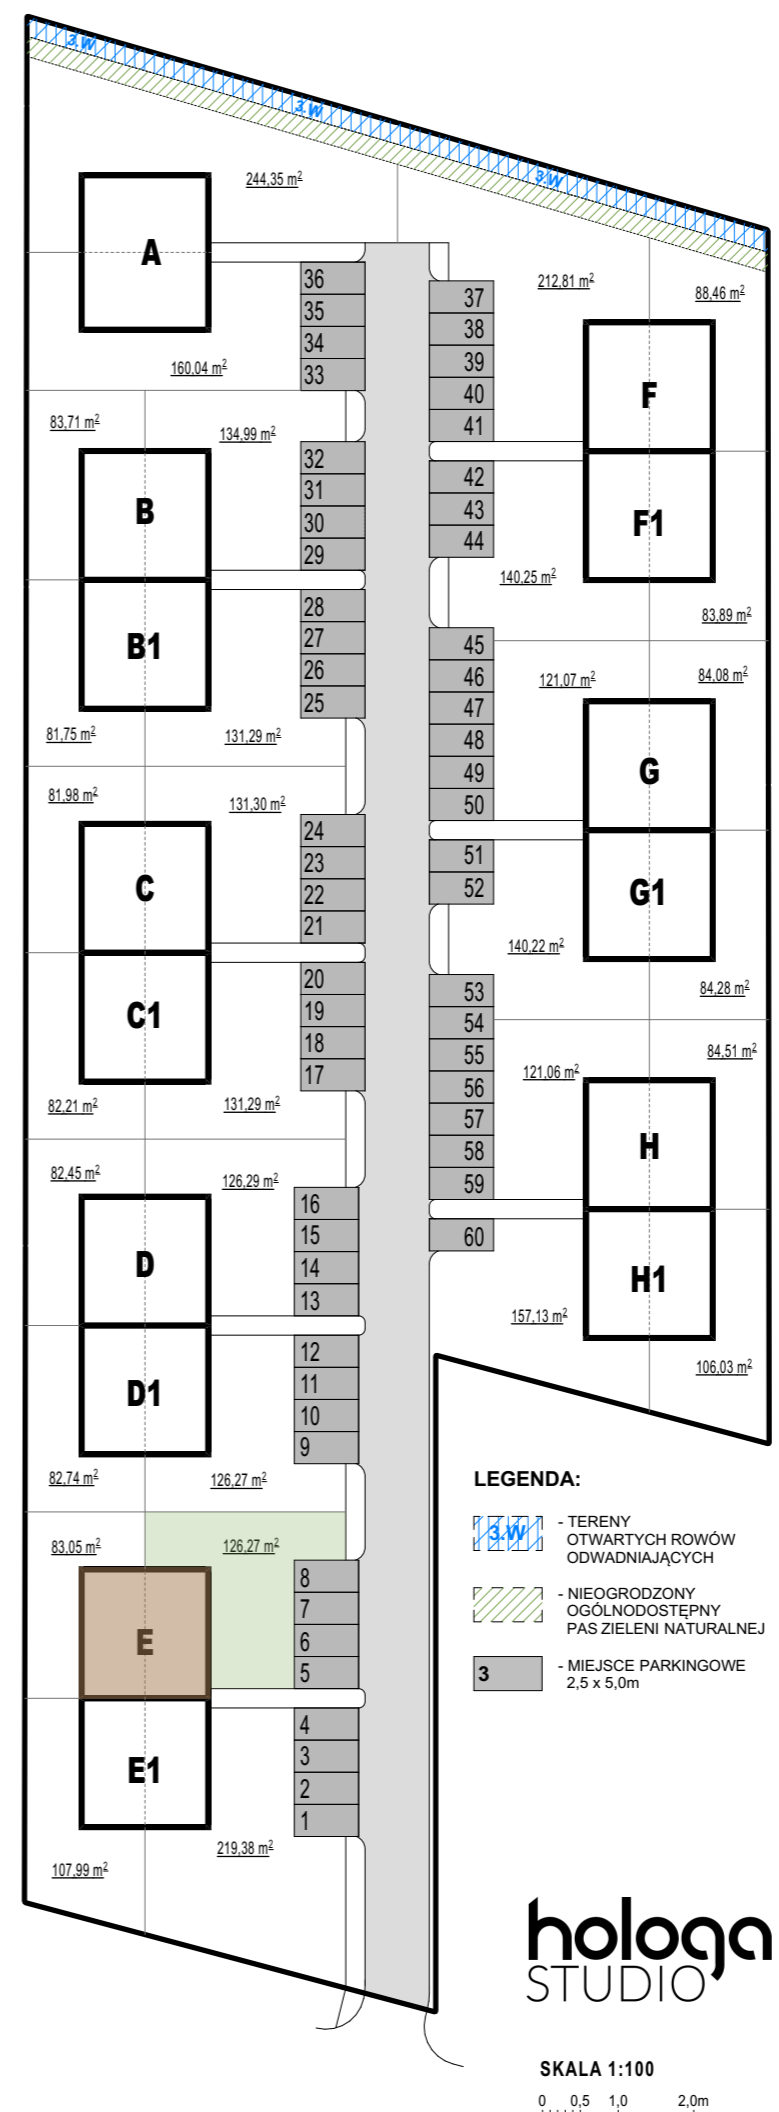 3.W
3.W
3.W
244,35 m²
A
212,81 m²
88,46 m²
36
35
34
33
37
38
39
40
41
160,04 m²
F
83,71 m²
134,99 m²
32
31
30
29
42
43
44
B
F1
140,25 m²
83,89 m²
28
27
26
25
B1
45
46
47
48
49
50
121,07 m²
84,08 m²
81,75 m²
131,29 m²
G
81,98 m²
131,30 m²
24
23
22
21
51
52
C
G1
140,22 m²
84,28 m²
20
19
18
17
C1
53
54
55
56
57
58
59
84,51 m²
121,06 m²
82,21 m²
131,29 m²
H
82,45 m²
126,29 m²
16
15
14
13
60
D
H1
157,13 m²
106,03 m²
12
11
10
9
D1
82,74 m²
126,27 m²
83,05 m²
126,27 m²
8
7
6
5
E
4
3
2
1
E1
219,38 m²
107,99 m²
LEGENDA:
3.W
- TERENY
OTWARTYCH ROWÓW
ODWADNIAJĄCYCH
- NIEOGRODZONY
OGÓLNODOSTĘPNY
PAS ZIELENI NATURALNEJ
3
- MIEJSCE PARKINGOWE
2,5 x 5,0m
hologa
STUDIO
SKALA 1:100
0 0,5 1,0 2,0m